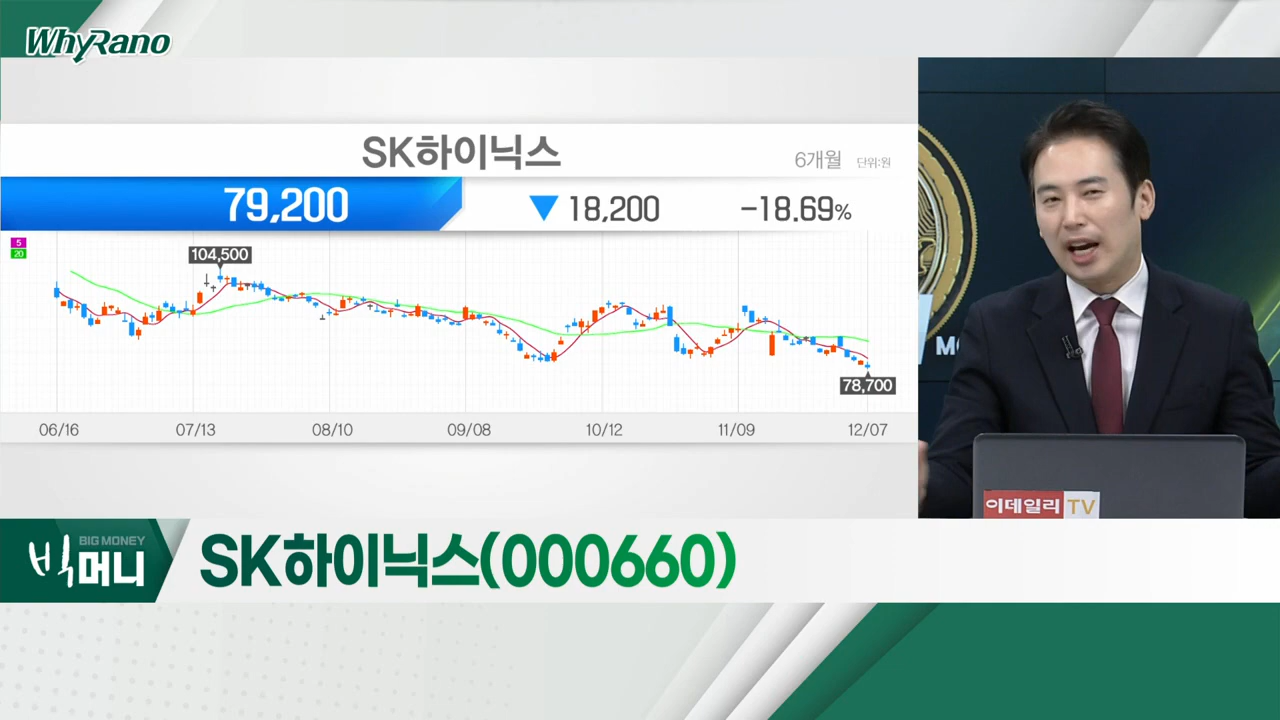 WhyRano
SK하이닉스
6개월 단위:원
79,200 ▼ 18,200 -18.69%
5
20
104,500
78,700
06/16 07/13 08/10 09/08 10/12 11/09 12/07
이데일리 TV
BIG MONEY
빅머니
SK하이닉스(000660)